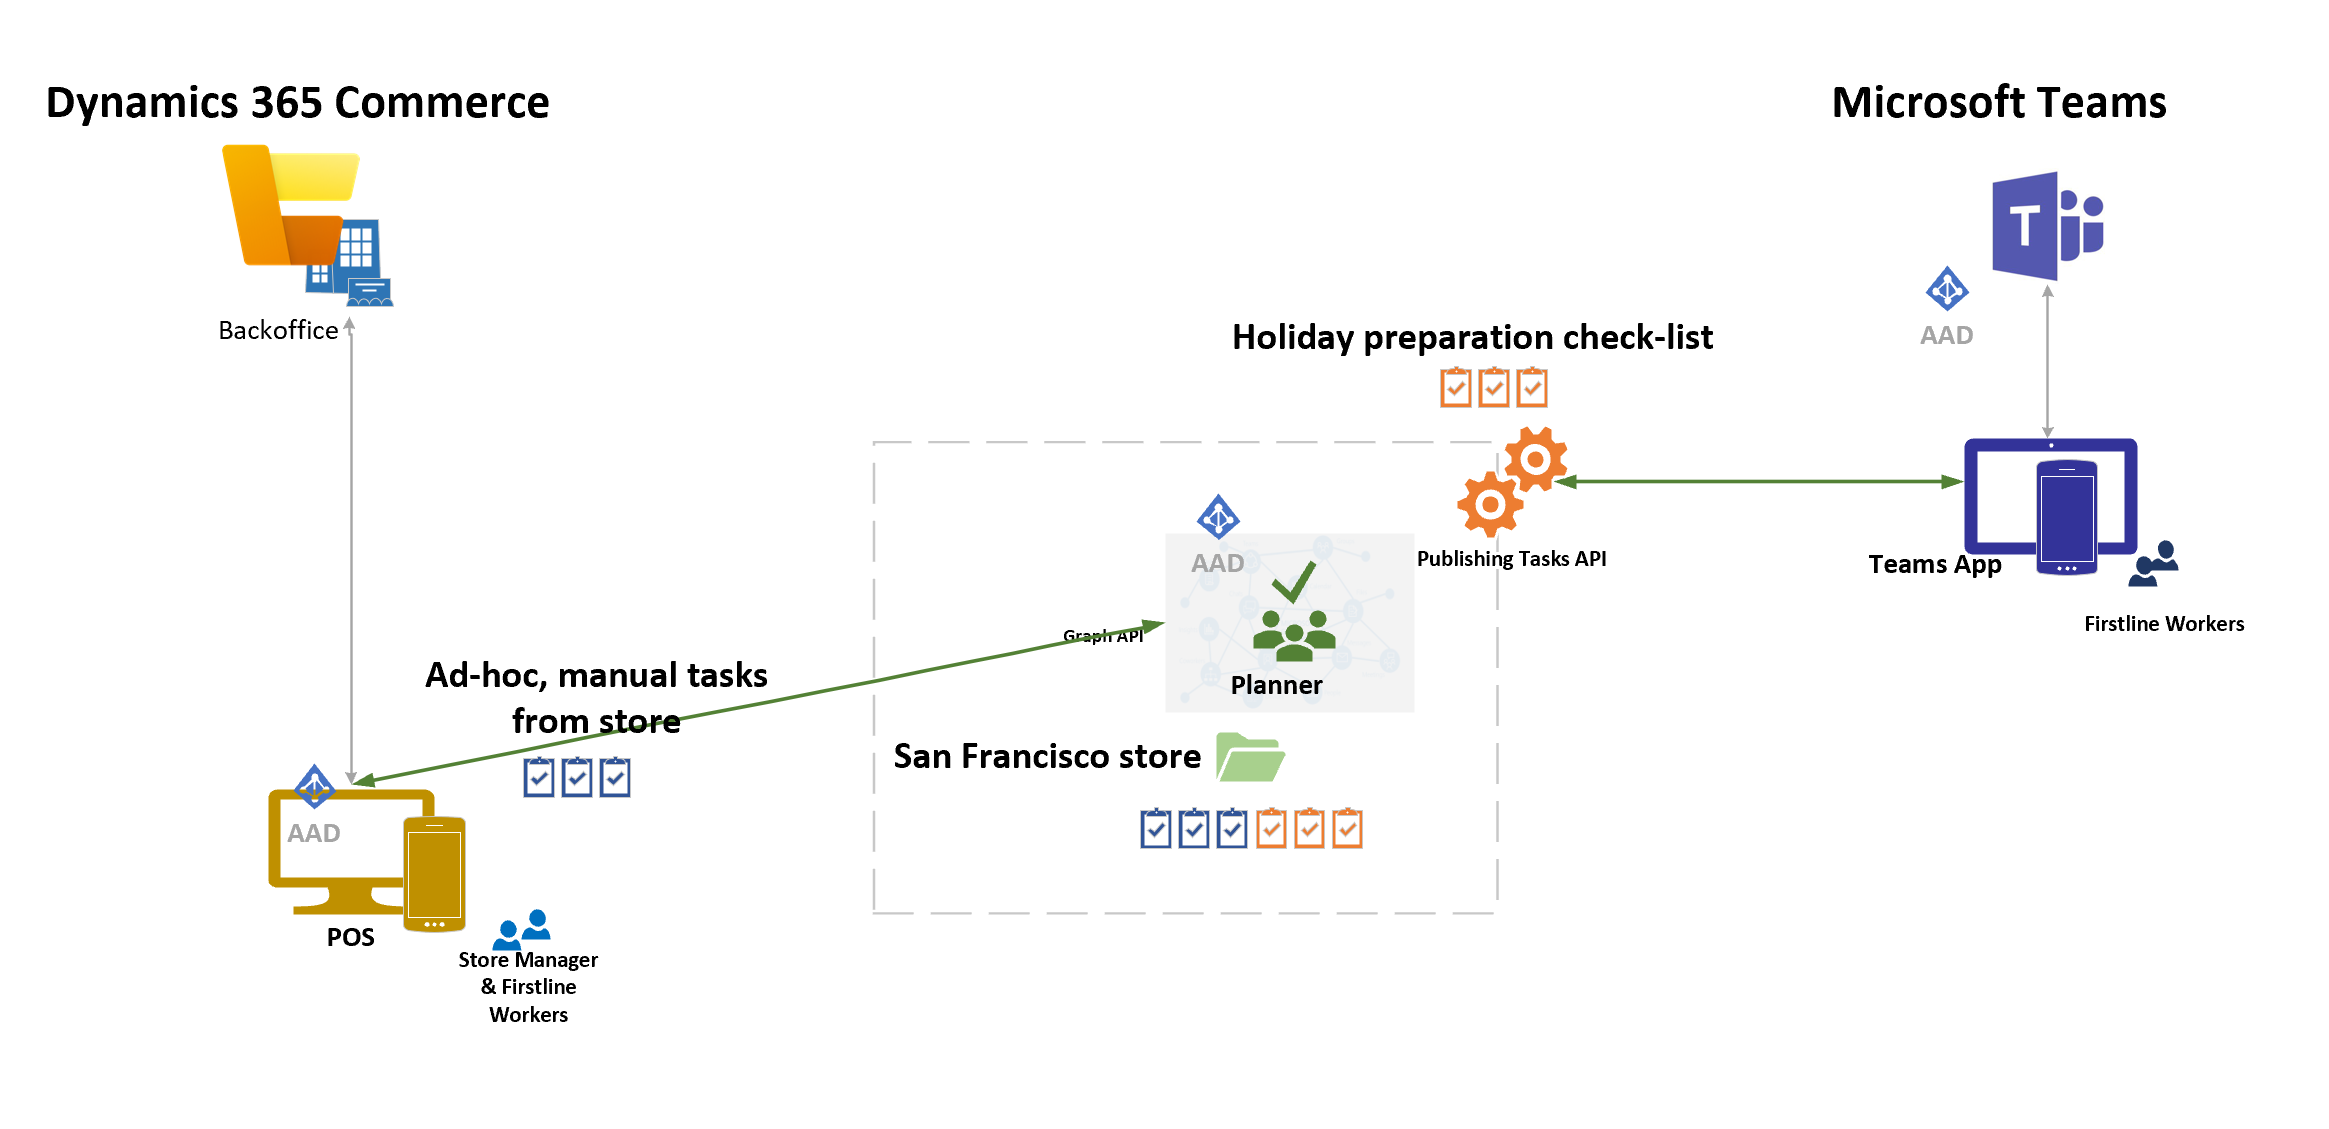 Dynamics 365 Commerce
Microsoft Teams
T
Backoffice
AAD
Holiday preparation check-list
AAD
Publishing Tasks API
Teams App
Firstline Workers
Graph API
Planner
Ad-hoc, manual tasks
from store
San Francisco store
AAD
POS
Store Manager
& Firstline
Workers